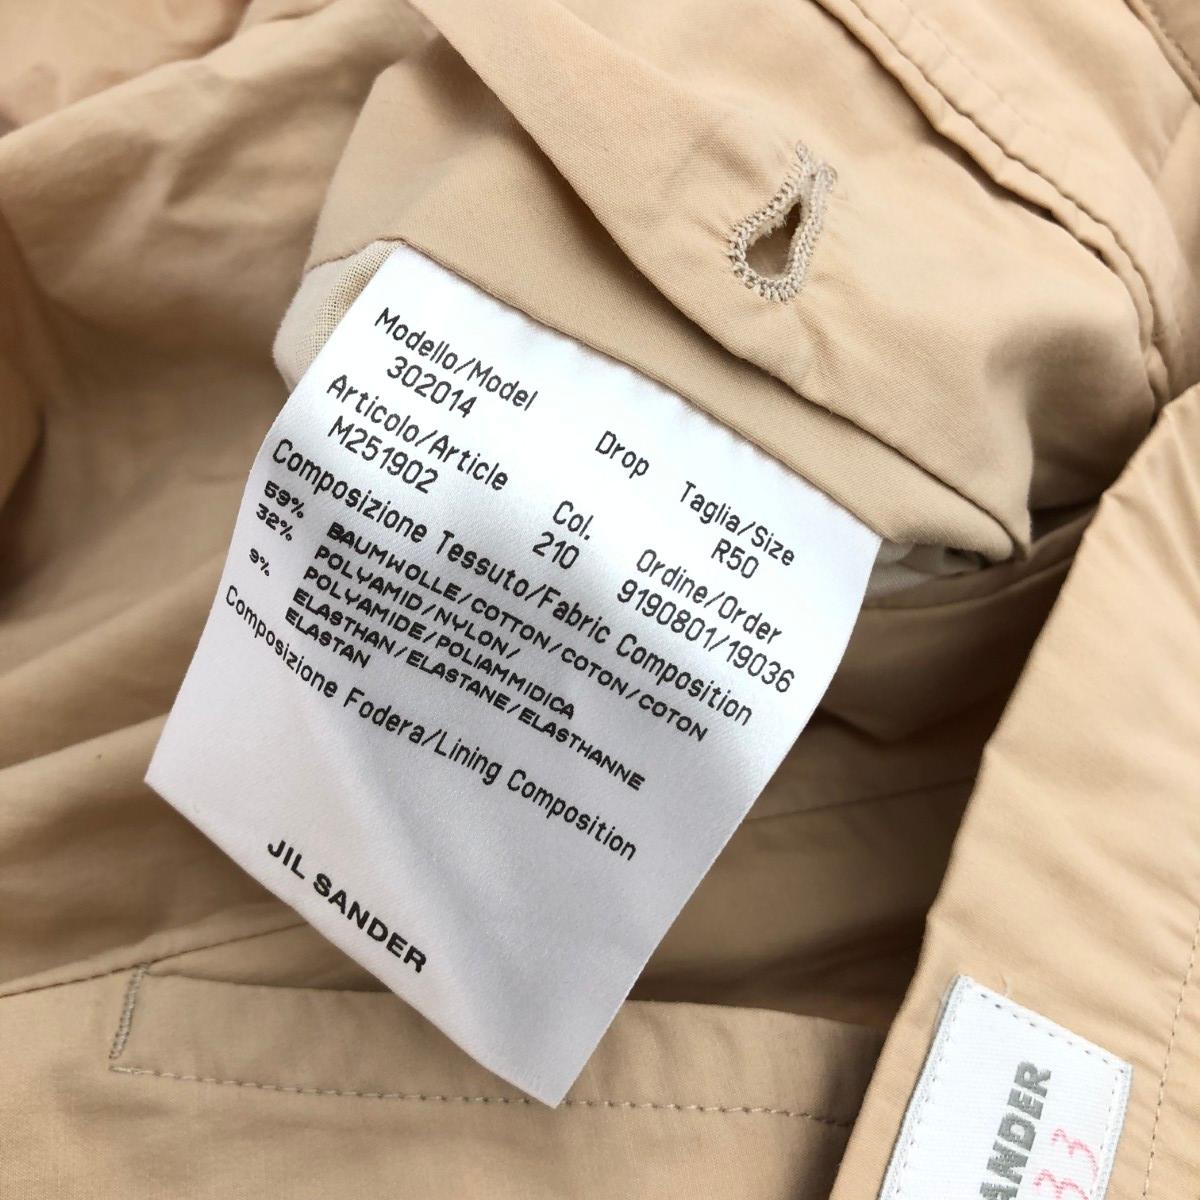 Modello/Model
302014
Drop
Taglia/Size
R50
Articolo/Article
M251902
Col.
210
Ordine/Order
9190801/19036
Composizione Tessuto/Fabric Composition
59% BAUMWOLLE/COTTON/COTON/COTON
32% POLYAMID/NYLON/
POLYAMIDE/POLIAMMIDICA
9% ELASTHAN/ELASTANE/ELASTHANNE
ELASTAN
Composizione Fodera/Lining Composition
JIL SANDER
ANDER
33